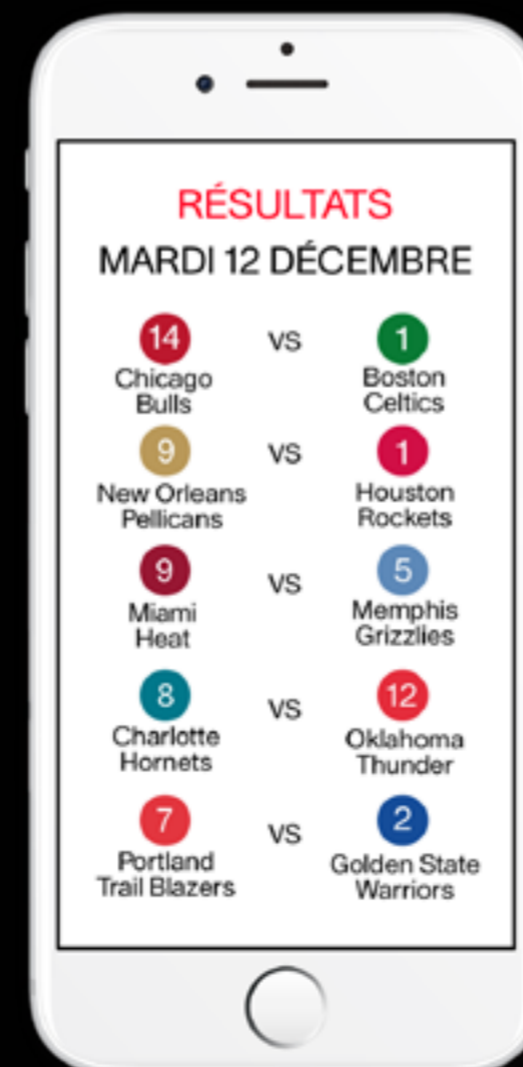 RÉSULTATS
MARDI 12 DÉCEMBRE
14 vs 1
Chicago Bulls
Boston Celtics
9 vs 1
New Orleans Pellicans
Houston Rockets
9 vs 5
Miami Heat
Memphis Grizzlies
8 vs 12
Charlotte Hornets
Oklahoma Thunder
7 vs 2
Portland Trail Blazers
Golden State Warriors